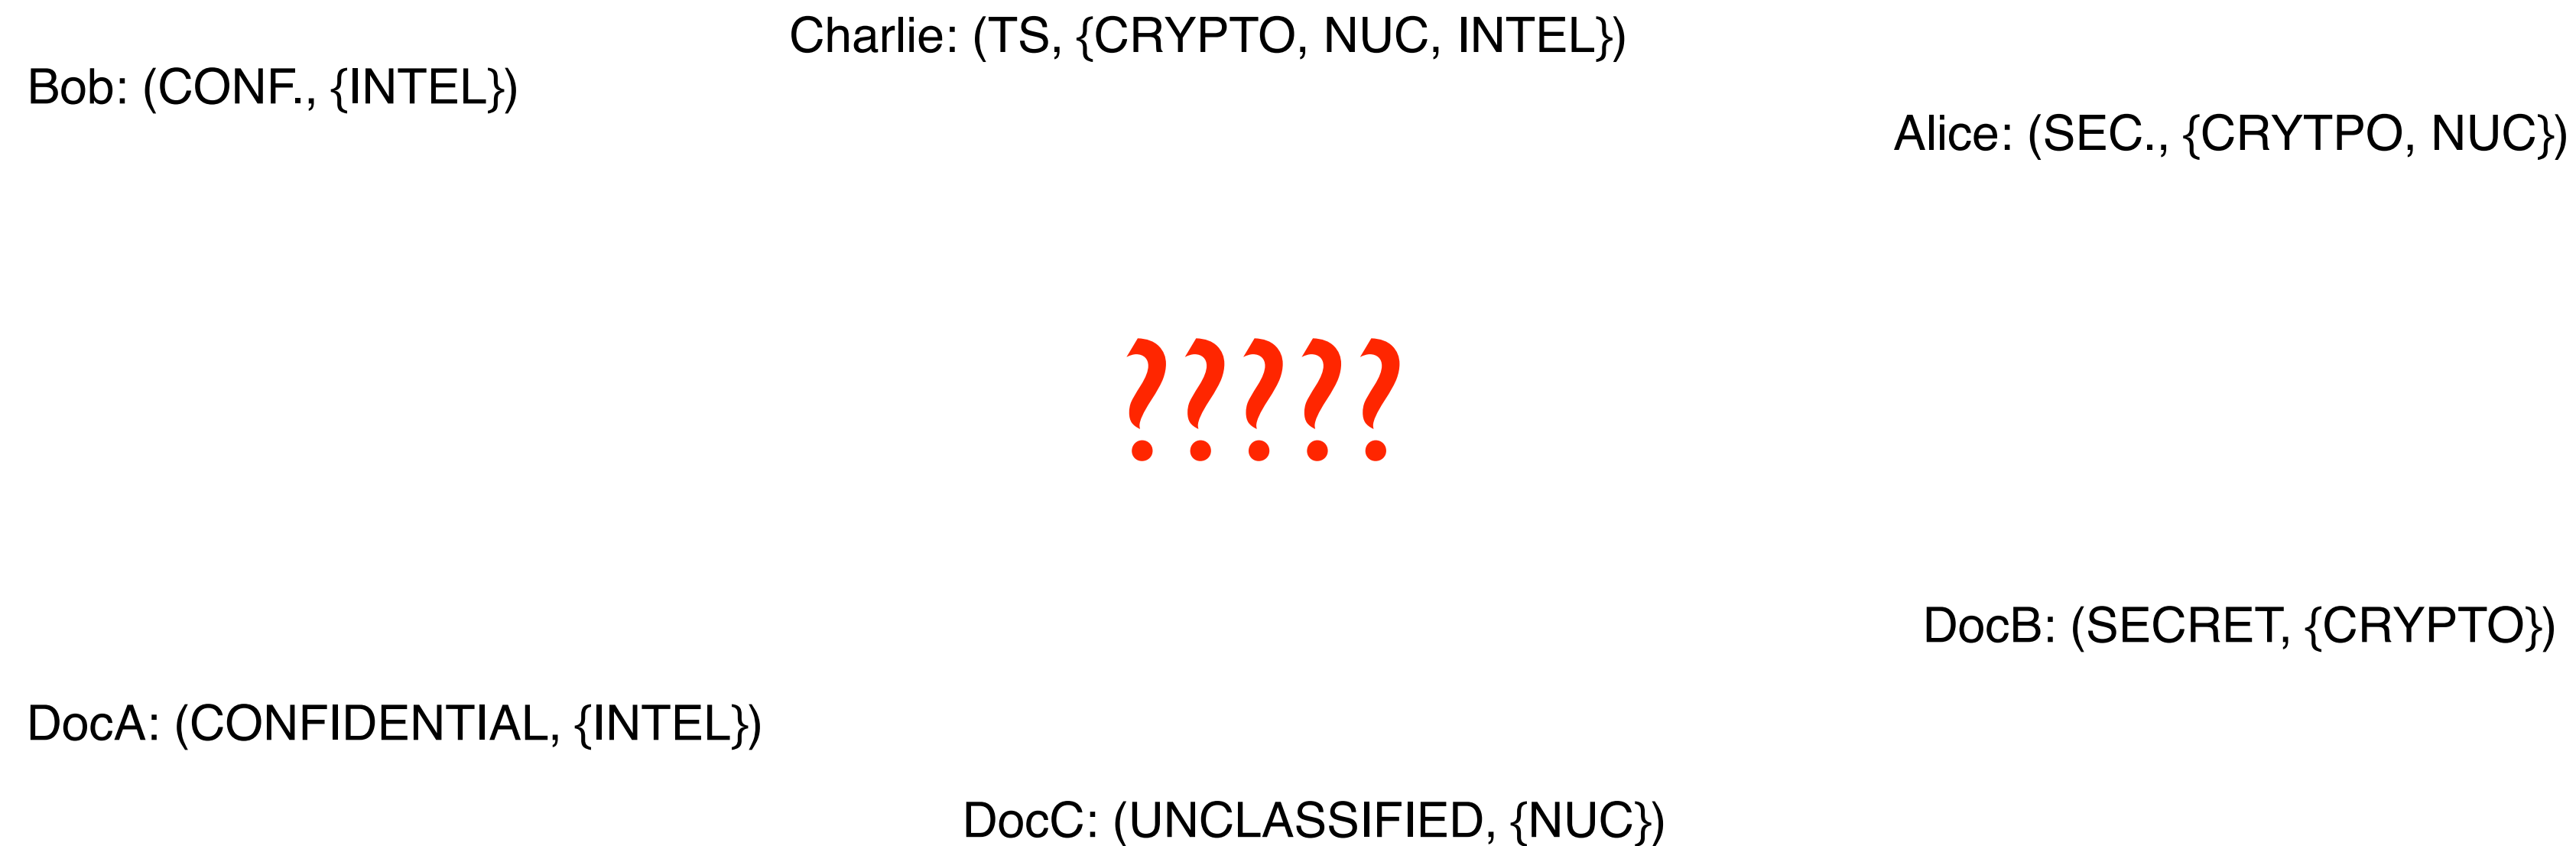 Charlie: (TS, {CRYPTO, NUC, INTEL})
Bob: (CONF., {INTEL})
Alice: (SEC., {CRYTPO, NUC})
?????
DocB: (SECRET, {CRYPTO})
DocA: (CONFIDENTIAL, {INTEL})
DocC: (UNCLASSIFIED, {NUC})